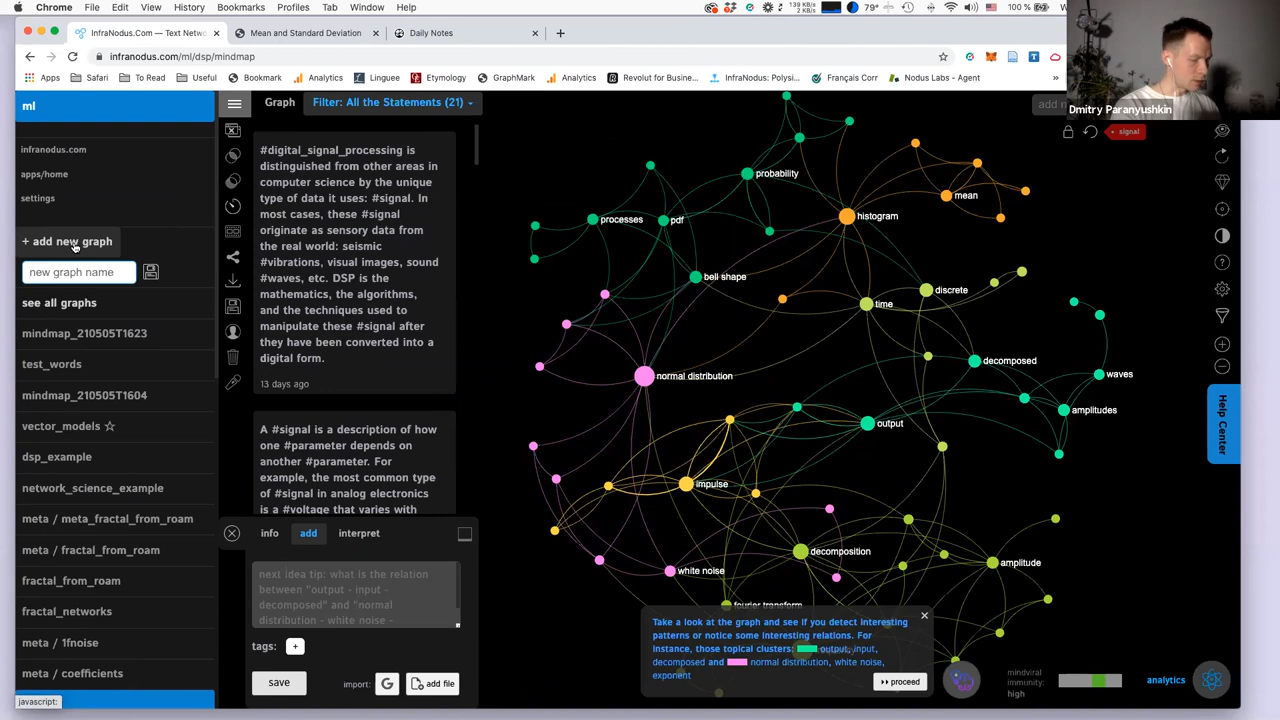 Chrome File Edit View History Bookmarks Profiles Tab Window Help
139 KB/s
2 KB/s
79°
100 %
InfraNodus.Com — Text Netw
Mean and Standard Deviation
Daily Notes
infranodus.com/ml/dsp/mindmap
Apps Safari To Read Useful Bookmark Analytics Linguee Etymology GraphMark Analytics Revolut for Busine... InfraNodus: Polysi... Français Corr Nodus Labs - Agent »
Dmitry Paranyushkin
ml
infranodus.com
apps/home
settings
+ add new graph
new graph name
see all graphs
mindmap_210505T1623
test_words
mindmap_210505T1604
vector_models ☆
dsp_example
network_science_example
meta / meta_fractal_from_roam
meta / fractal_from_roam
fractal_from_roam
fractal_networks
meta / 1fnoise
meta / coefficients
javascript:
Graph
Filter: All the Statements (21)
#digital_signal_processing is
distinguished from other areas in
computer science by the unique
type of data it uses: #signal. In
most cases, these #signal
originate as sensory data from
the real world: seismic
#vibrations, visual images, sound
#waves, etc. DSP is the
mathematics, the algorithms,
and the techniques used to
manipulate these #signal after
they have been converted into a
digital form.
13 days ago
A #signal is a description of how
one #parameter depends on
another #parameter. For
example, the most common type
of #signal in analog electronics
is a #voltage that varies with
info add interpret
next idea tip: what is the relation
between "output - input -
decomposed" and "normal
distribution - white noise -
tags: +
save
import: G add file
add n
signal
probability
histogram
mean
processes
pdf
bell shape
discrete
time
decomposed
waves
amplitudes
normal distribution
output
impulse
decomposition
amplitude
white noise
fourier transform
Take a look at the graph and see if you detect interesting
patterns or notice some interesting relations. For
instance, those topical clusters: output, input,
decomposed and normal distribution, white noise,
exponent
proceed
Help Center
mindviral
immunity:
high
analytics